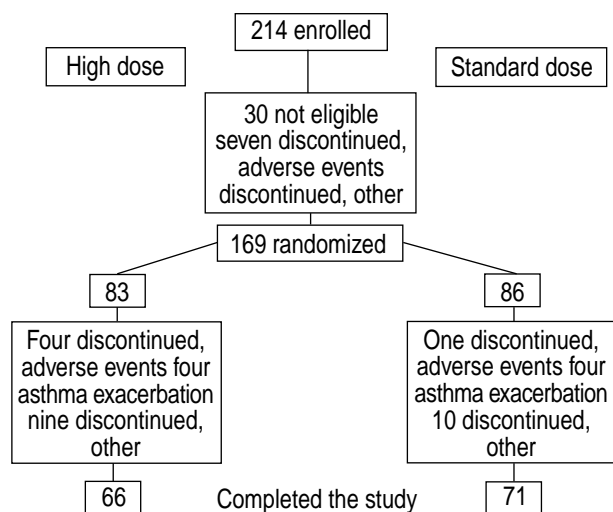 214 enrolled
High dose
Standard dose
30 not eligible
seven discontinued,
adverse events
discontinued, other
169 randomized
83
86
Four discontinued,
adverse events four
asthma exacerbation
nine discontinued,
other
One discontinued,
adverse events four
asthma exacerbation
10 discontinued,
other
66
Completed the study
71